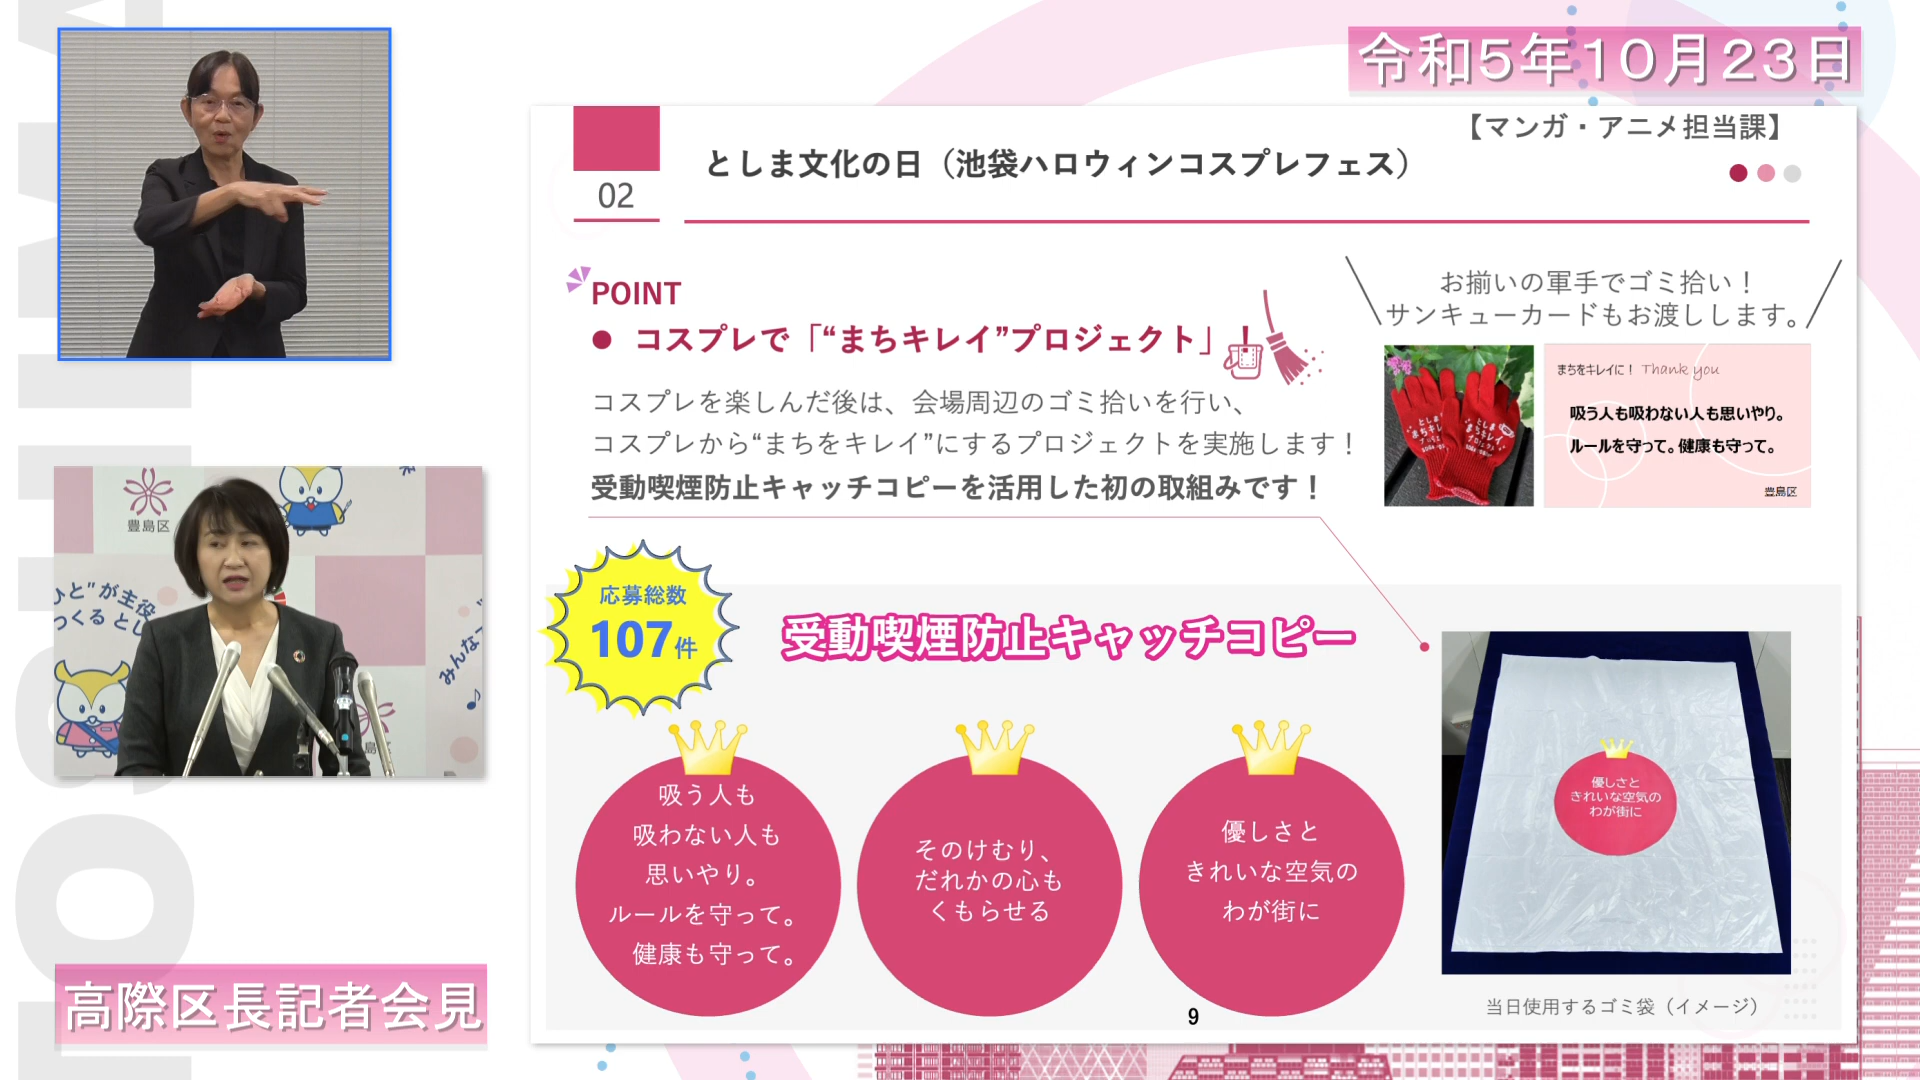 令和5年10月23日
【マンガ・アニメ担当課】
としま文化の日（池袋ハロウィンコスプレフェス）
02
POINT
● コスプレで「“まちキレイ”プロジェクト」！
コスプレを楽しんだ後は、会場周辺のゴミ拾いを行い、
コスプレから“まちをキレイ”にするプロジェクトを実施します！
受動喫煙防止キャッチコピーを活用した初の取組みです！
お揃いの軍手でゴミ拾い！
サンキューカードもお渡しします。
まちをキレイに！ Thank you
吸う人も吸わない人も思いやり。
ルールを守って。健康も守って。
豊島区
応募総数
107件
受動喫煙防止キャッチコピー
吸う人も
吸わない人も
思いやり。
ルールを守って。
健康も守って。
そのけむり、
だれかの心も
くもらせる
優しさと
きれいな空気の
わが街に
優しさと
きれいな空気の
わが街に
当日使用するゴミ袋（イメージ）
9
豊島区
ひと”が主役
つくる とし
みんな
高際区長記者会見